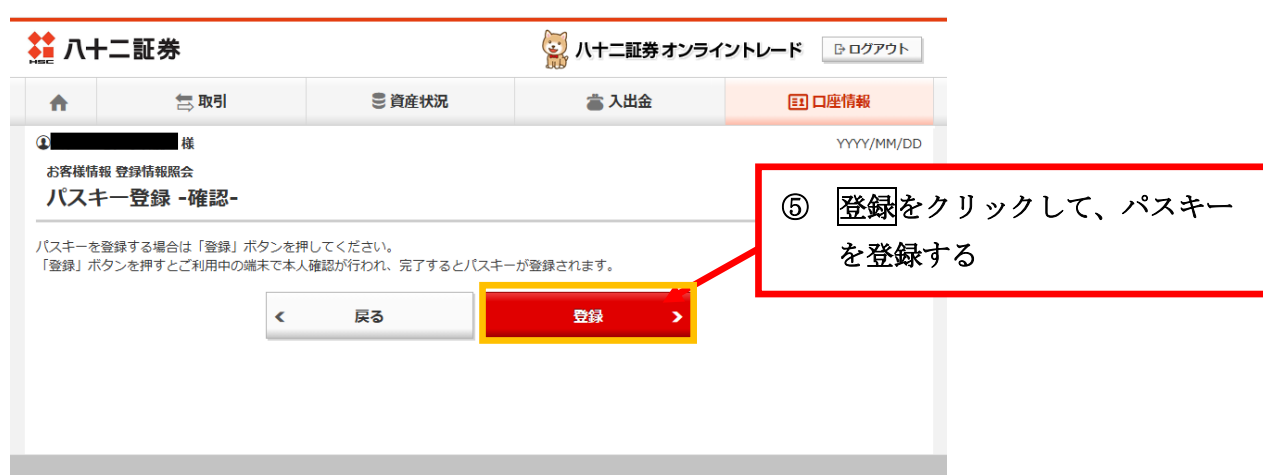 八十二証券
HSC
八十二証券 オンライントレード
ログアウト
取引
資産状況
入出金
口座情報
様
YYYY/MM/DD
お客様情報 登録情報照会
パスキー登録 -確認-
⑤ 登録をクリックして、パスキー
を登録する
パスキーを登録する場合は「登録」ボタンを押してください。
「登録」ボタンを押すとご利用中の端末で本人確認が行われ、完了するとパスキーが登録されます。
戻る
登録